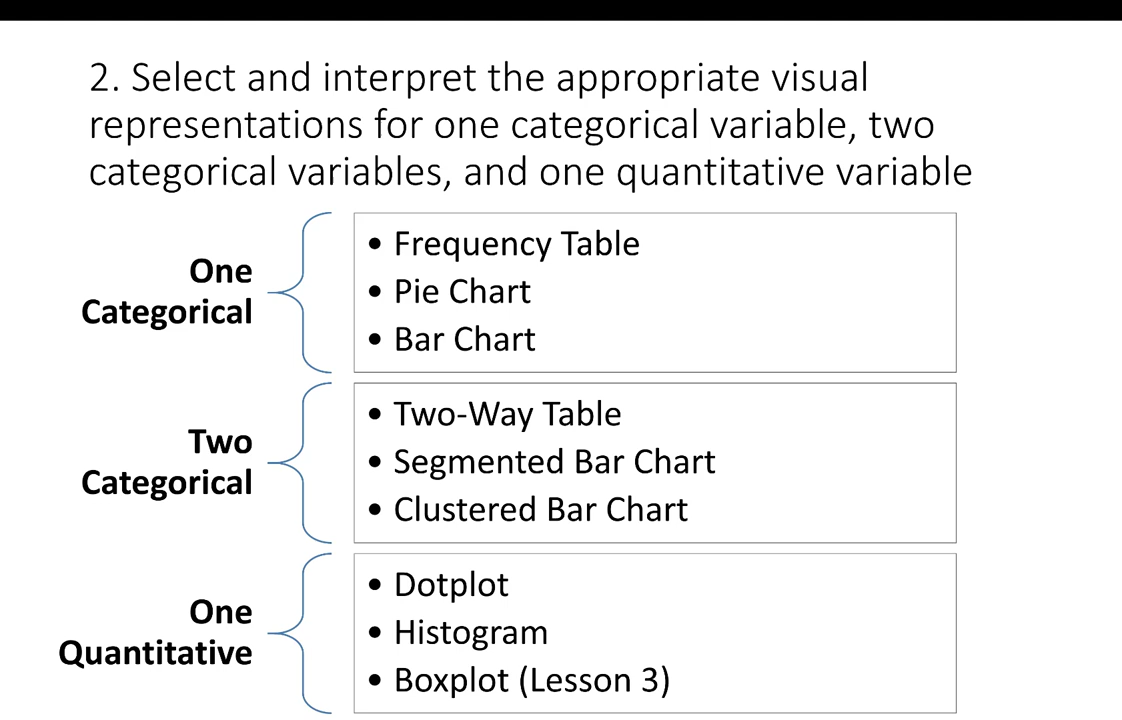 2. Select and interpret the appropriate visual
representations for one categorical variable, two
categorical variables, and one quantitative variable
One
Categorical
• Frequency Table
• Pie Chart
• Bar Chart
Two
Categorical
• Two-Way Table
• Segmented Bar Chart
• Clustered Bar Chart
One
Quantitative
• Dotplot
• Histogram
• Boxplot (Lesson 3)